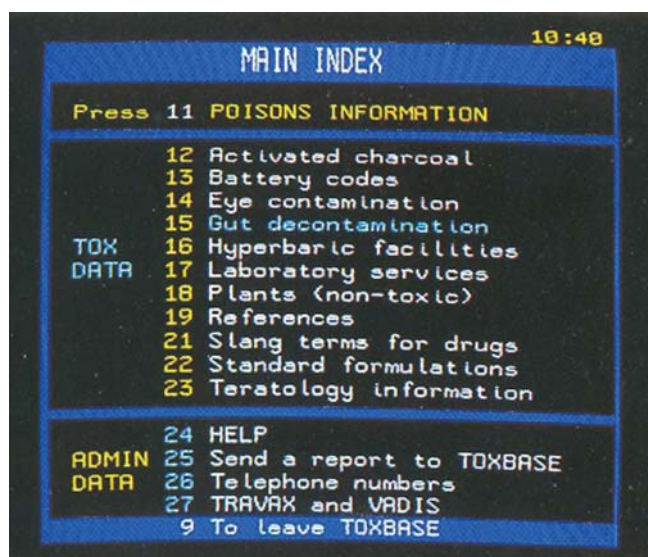 10:40
MAIN INDEX
Press 11 POISONS INFORMATION
12 Activated charcoal
13 Battery codes
14 Eye contamination
15 Gut decontamination
TOX 16 Hyperbaric facilities
DATA 17 Laboratory services
18 Plants (non-toxic)
19 References
21 Slang terms for drugs
22 Standard formulations
23 Teratology information
24 HELP
ADMIN 25 Send a report to TOXBASE
DATA 26 Telephone numbers
27 TRAVAX and VADIS
9 To leave TOXBASE